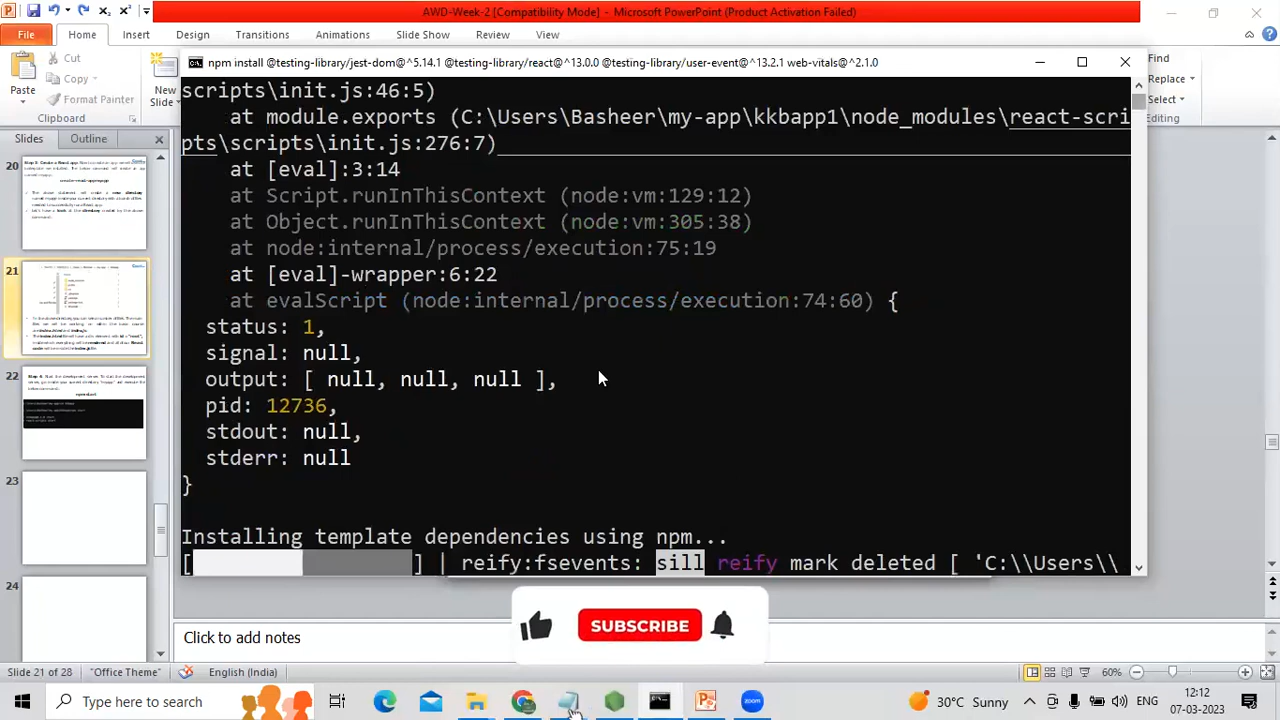 AWD-Week-2 [Compatibility Mode] - Microsoft PowerPoint (Product Activation Failed)
File Home Insert Design Transitions Animations Slide Show Review View
Cut
Copy
Paste
Format Painter
New
Slide
Clipboard
Find
Replace
Select
Editing
Slides Outline
npm install @testing-library/jest-dom@^5.14.1 @testing-library/react@^13.0.0 @testing-library/user-event@^13.2.1 web-vitals@^2.1.0
scripts\init.js:46:5)
at module.exports (C:\Users\Basheer\my-app\kkbapp1\node_modules\react-scri
pts\scripts\init.js:276:7)
at [eval]:3:14
at Script.runInThisContext (node:vm:129:12)
at Object.runInThisContext (node:vm:305:38)
at node:internal/process/execution:75:19
at [eval]-wrapper:6:22
at evalScript (node:internal/process/execution:74:60) {
status: 1,
signal: null,
output: [ null, null, null ],
pid: 12736,
stdout: null,
stderr: null
}
Installing template dependencies using npm...
[ ] | reify:fsevents: sill reify mark deleted [ 'C:\\Users\\
20
21
22
23
24
SUBSCRIBE
Click to add notes
Slide 21 of 28 "Office Theme" English (India) 60%
Type here to search
30°C Sunny
ENG
12:12
07-03-2023